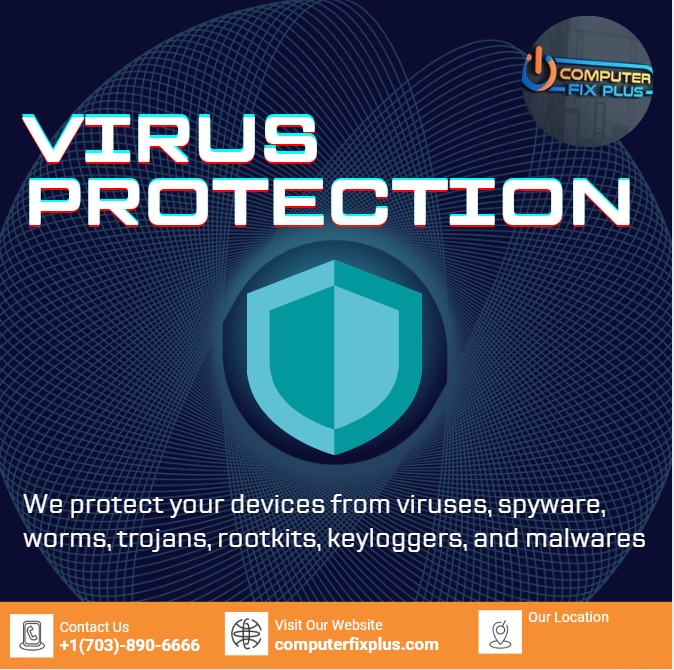 COMPUTER
FIX PLUS
VIRUS
PROTECTION
We protect your devices from viruses, spyware,
worms, trojans, rootkits, keyloggers, and malwares
Contact Us
+1(703)-890-6666
Visit Our Website
computerfixplus.com
Our Location